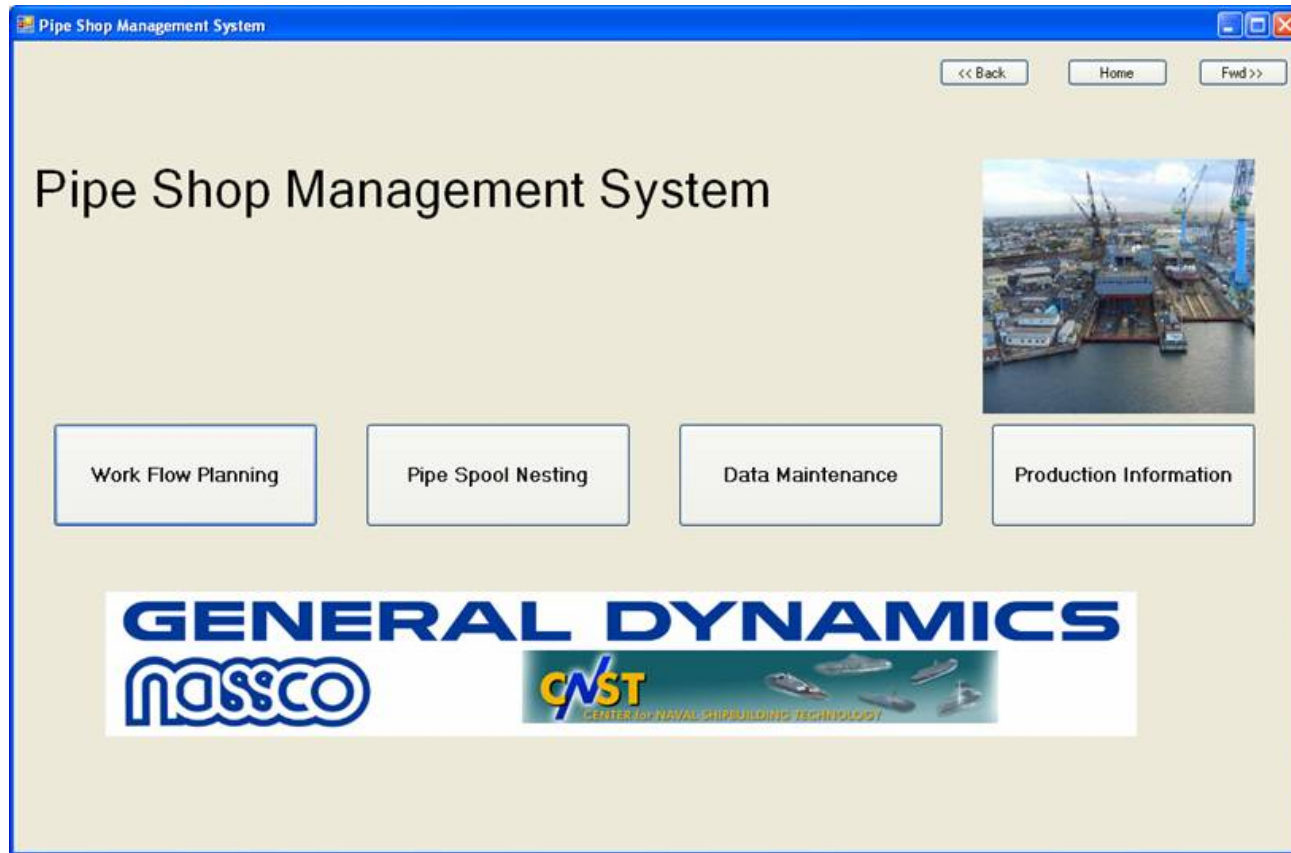 Pipe Shop Management System
<< Back Home Fwd >>
Pipe Shop Management System
Work Flow Planning Pipe Spool Nesting Data Maintenance Production Information
GENERAL DYNAMICS
nassco
CNST
CENTER for NAVAL SHIPBUILDING TECHNOLOGY